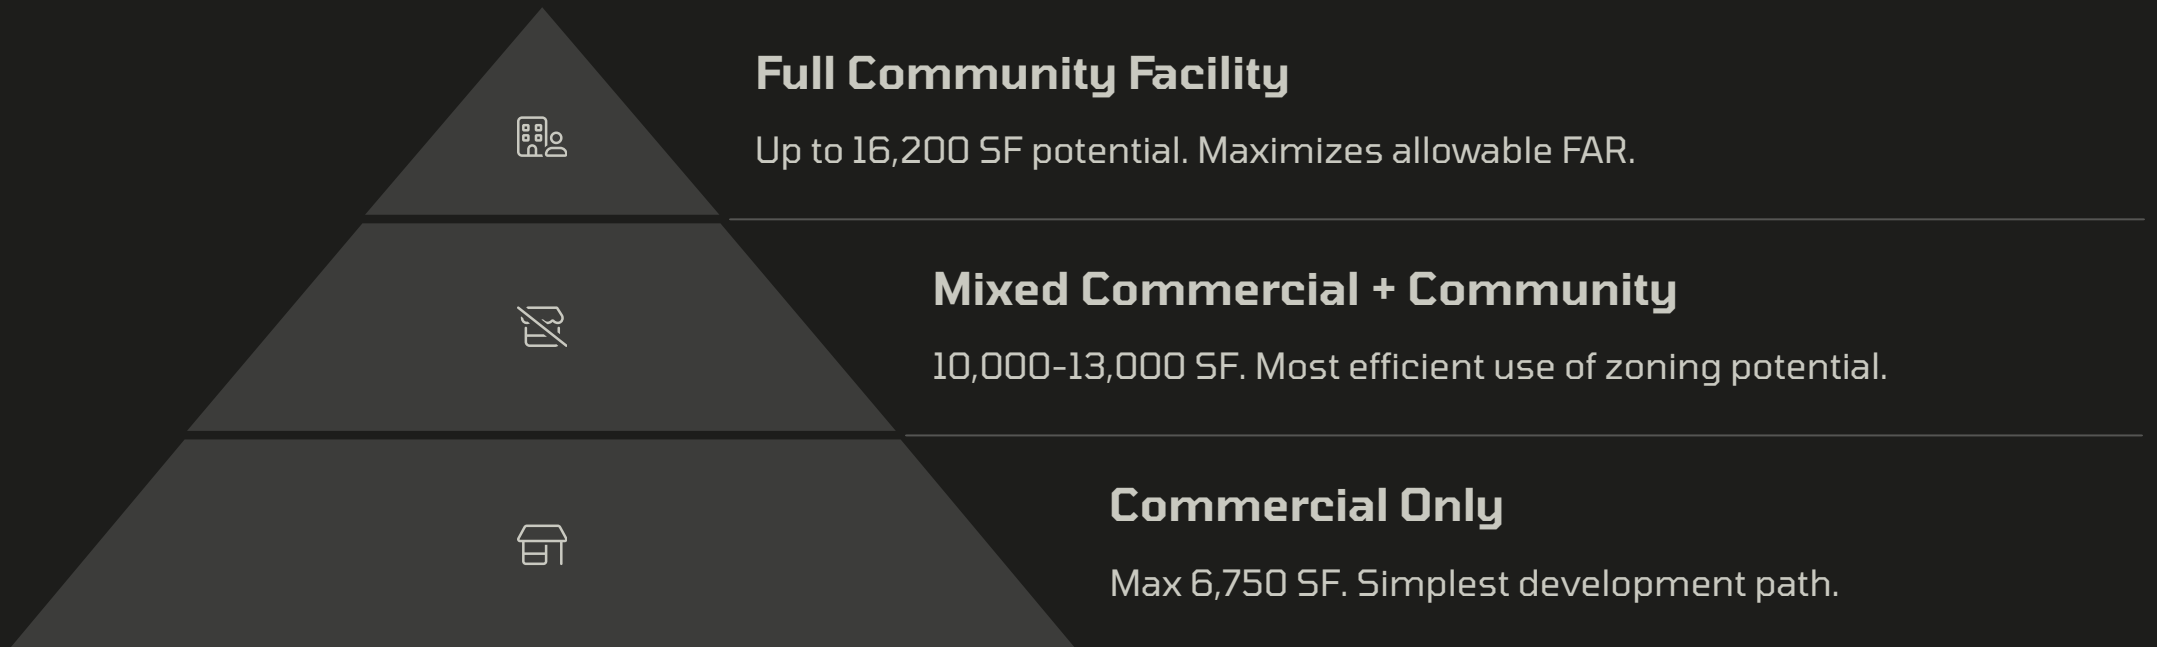 Full Community Facility
Up to 16,200 SF potential. Maximizes allowable FAR.
Mixed Commercial + Community
10,000-13,000 SF. Most efficient use of zoning potential.
Commercial Only
Max 6,750 SF. Simplest development path.